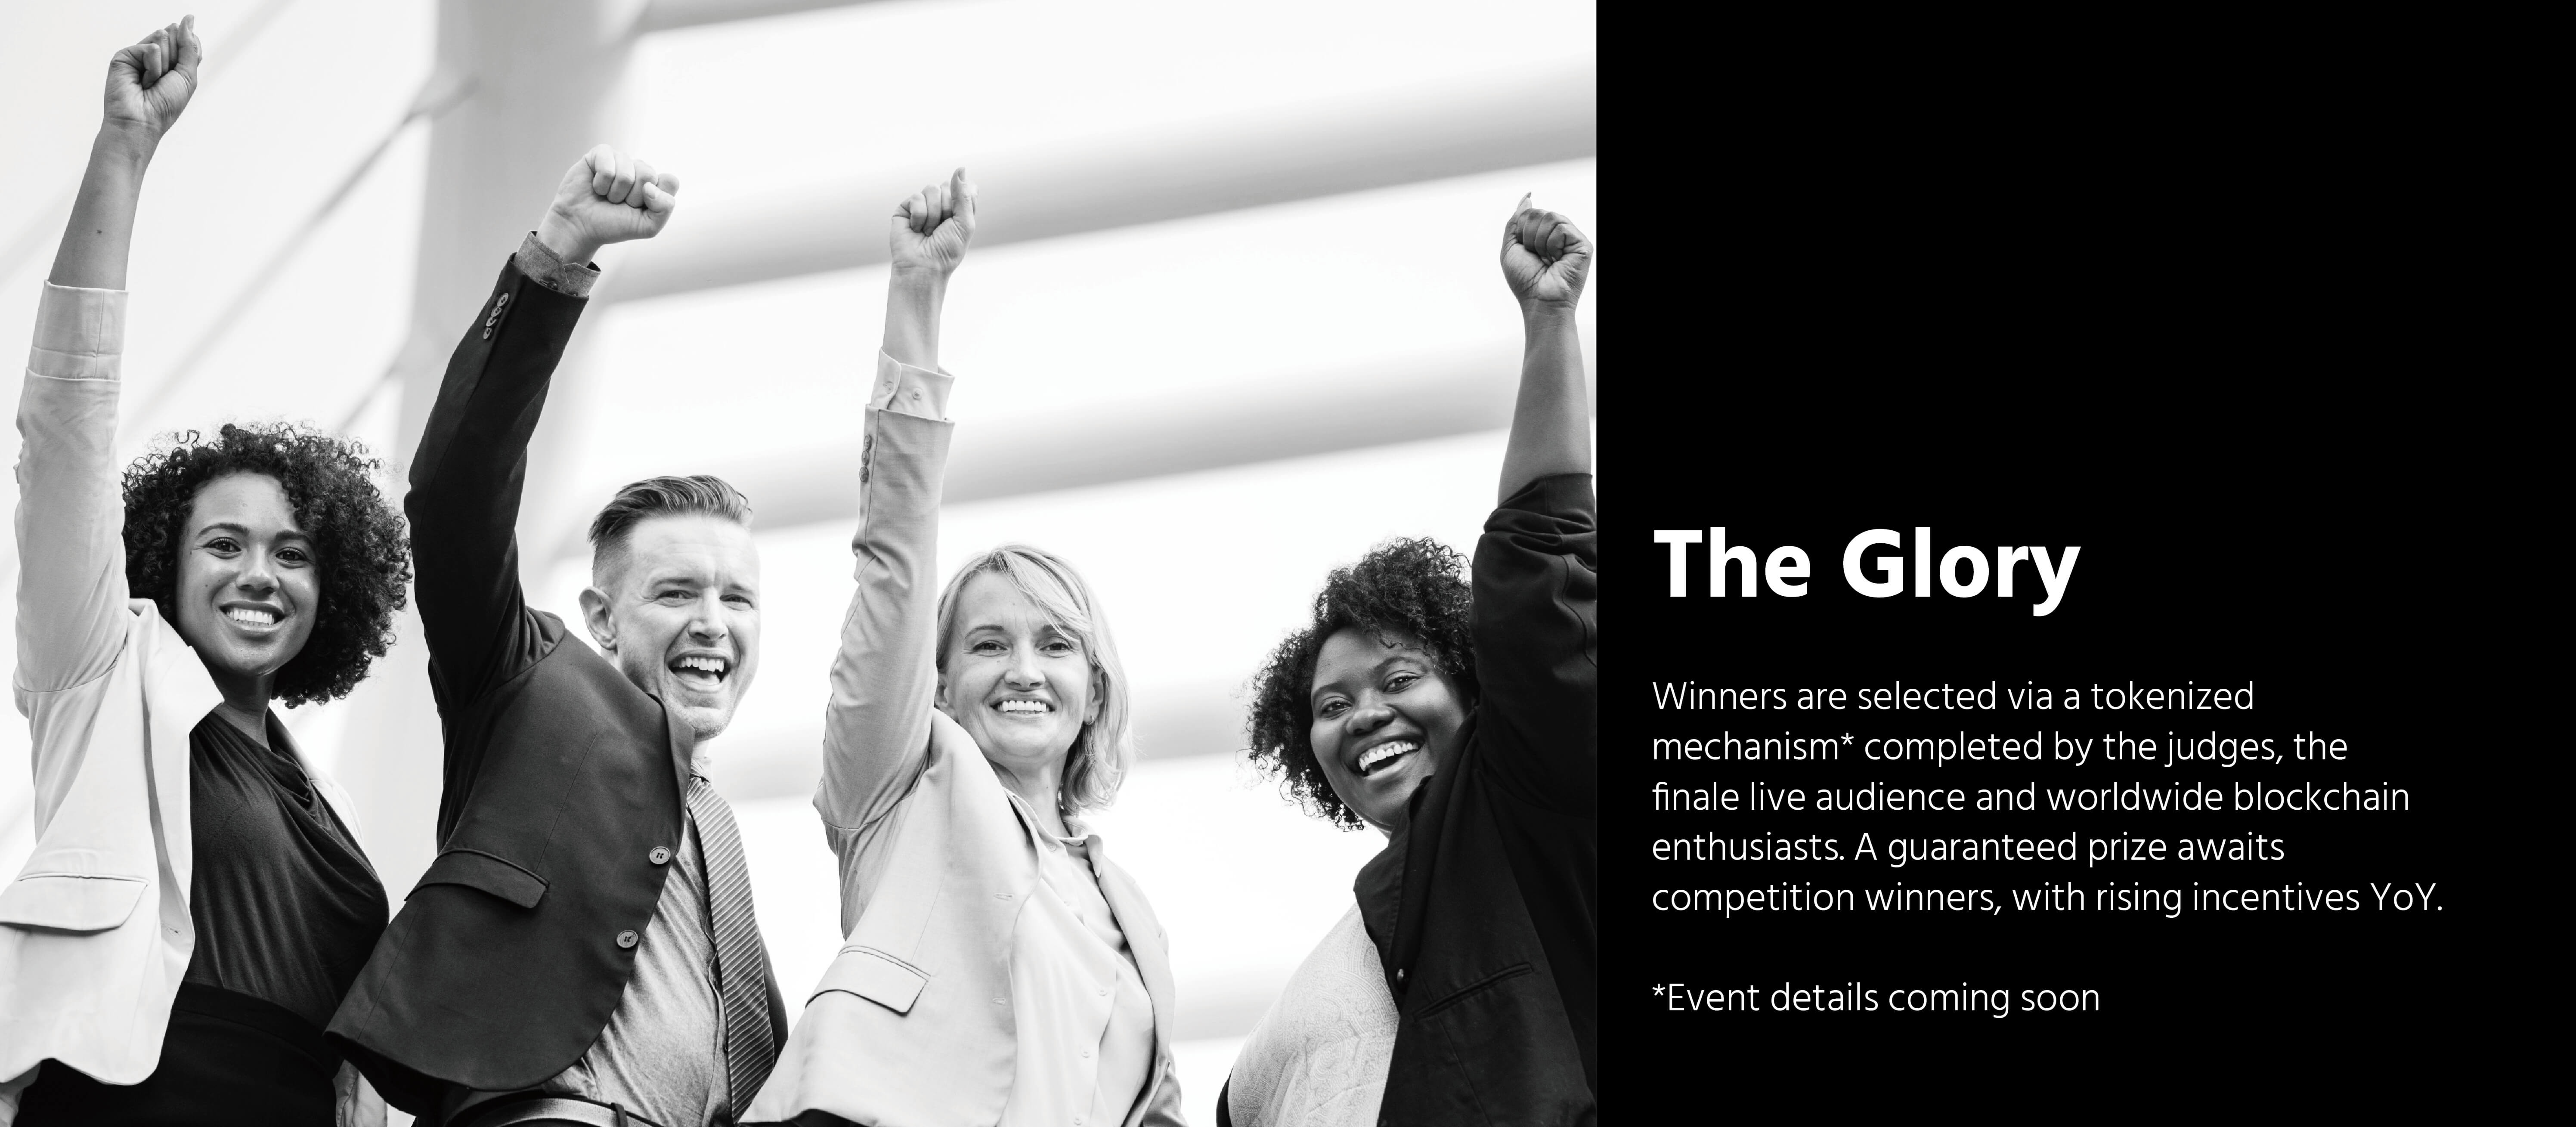 The Glory
Winners are selected via a tokenized
mechanism* completed by the judges, the
finale live audience and worldwide blockchain
enthusiasts. A guaranteed prize awaits
competition winners, with rising incentives YoY.
*Event details coming soon